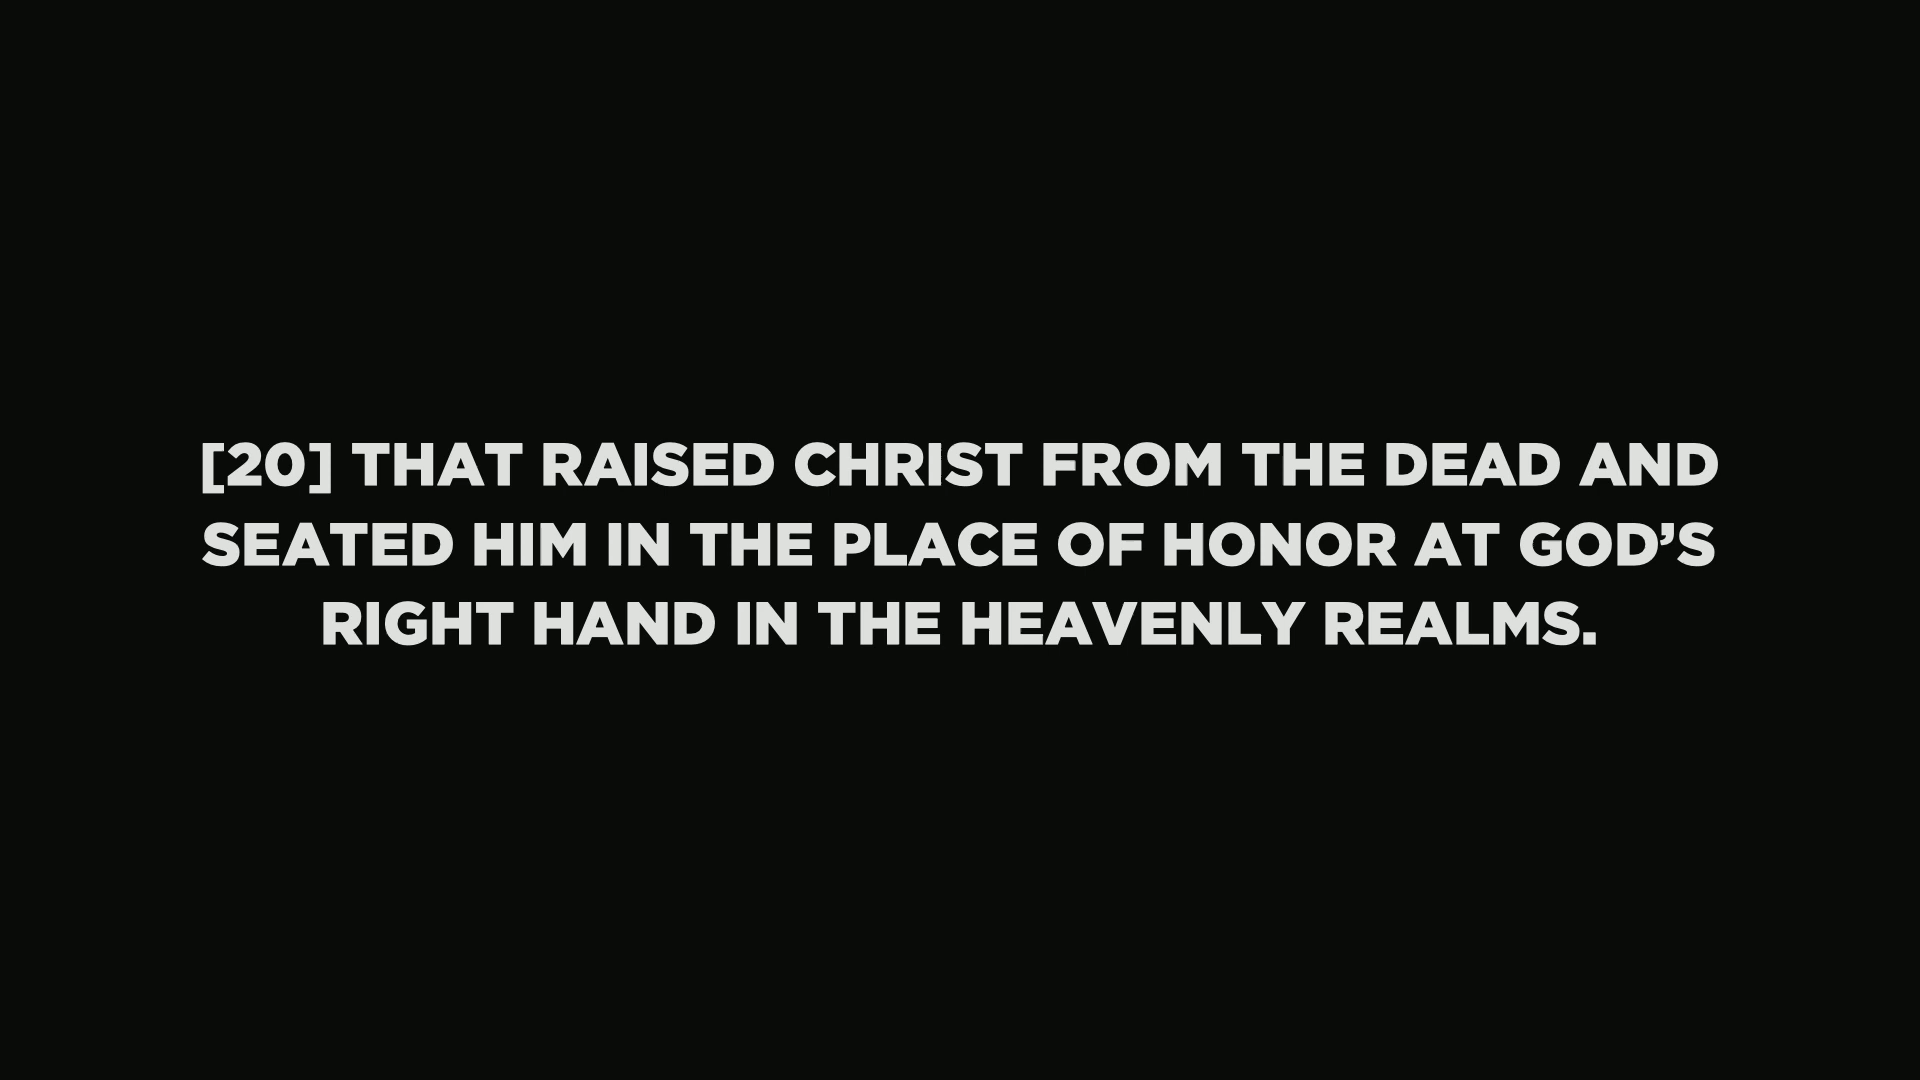 [20] THAT RAISED CHRIST FROM THE DEAD AND
SEATED HIM IN THE PLACE OF HONOR AT GOD’S
RIGHT HAND IN THE HEAVENLY REALMS.